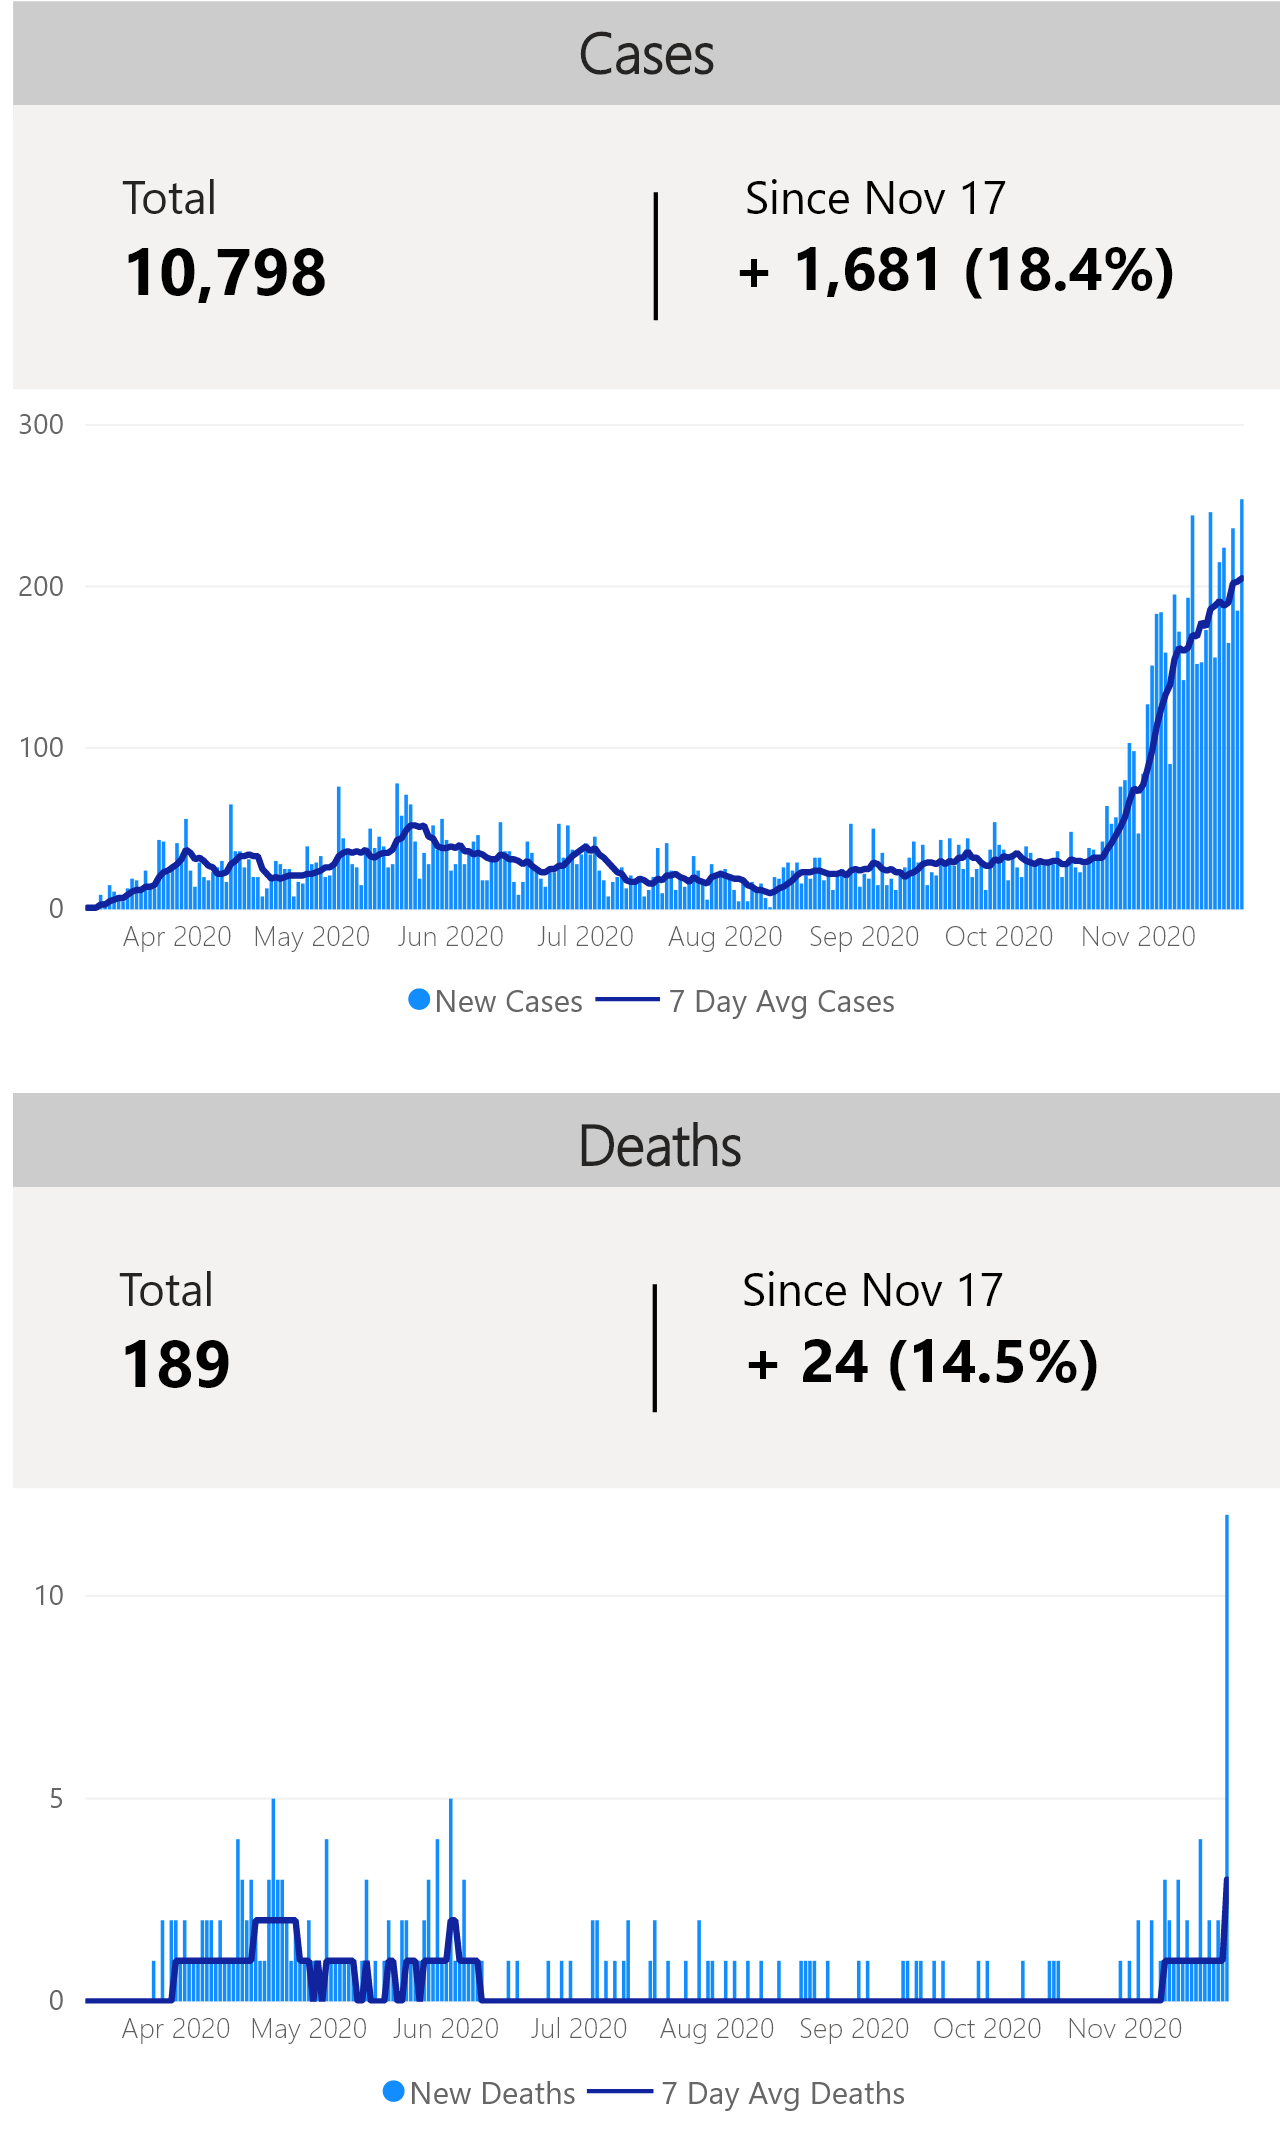 Cases
Total
Since Nov 17
10,798
+ 1,681 (18.4%)
300
200
100
0
Apr 2020 May 2020 Jun 2020 Jul 2020 Aug 2020 Sep 2020 Oct 2020 Nov 2020
New Cases 7 Day Avg Cases
Deaths
Total
Since Nov 17
189
+ 24 (14.5%)
10
5
0
Apr 2020 May 2020 Jun 2020 Jul 2020 Aug 2020 Sep 2020 Oct 2020 Nov 2020
New Deaths 7 Day Avg Deaths